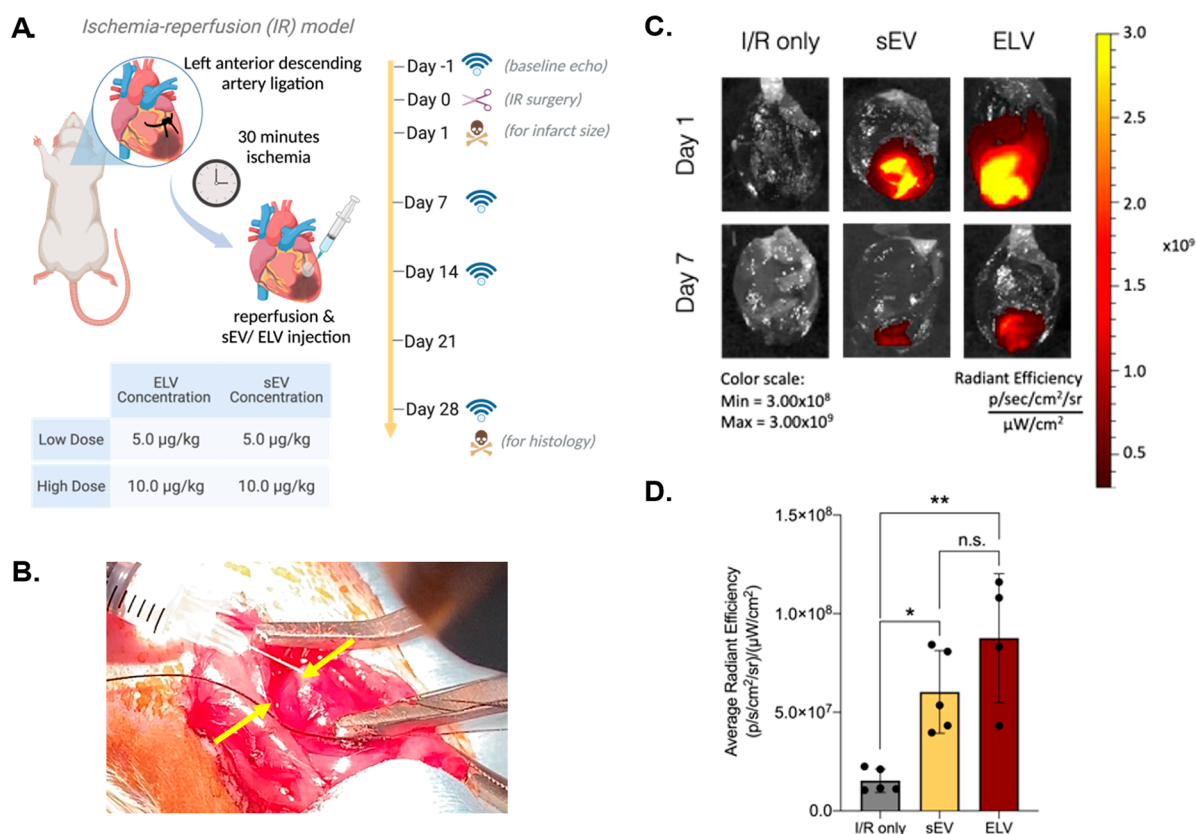 A.
Ischemia-reperfusion (IR) model
Left anterior descending
artery ligation
30 minutes
ischemia
reperfusion &
sEV/ ELV injection
Day -1 (baseline echo)
Day 0 (IR surgery)
Day 1 (for infarct size)
Day 7
Day 14
Day 21
Day 28
(for histology)
ELV
Concentration
sEV
Concentration
Low Dose 5.0 µg/kg 5.0 µg/kg
High Dose 10.0 µg/kg 10.0 µg/kg
B.
C.
I/R only sEV ELV
Day 1
Day 7
Color scale:
Min = 3.00x10⁸
Max = 3.00x10⁹
Radiant Efficiency
p/sec/cm²/sr
µW/cm²
3.0
2.0
x10⁹
1.0
0.5
D.
Average Radiant Efficiency
(p/s/cm²/sr)/(µW/cm²)
1.5×10⁸
1.0×10⁸
5.0×10⁷
0.0
**
n.s.
*
I/R only sEV ELV